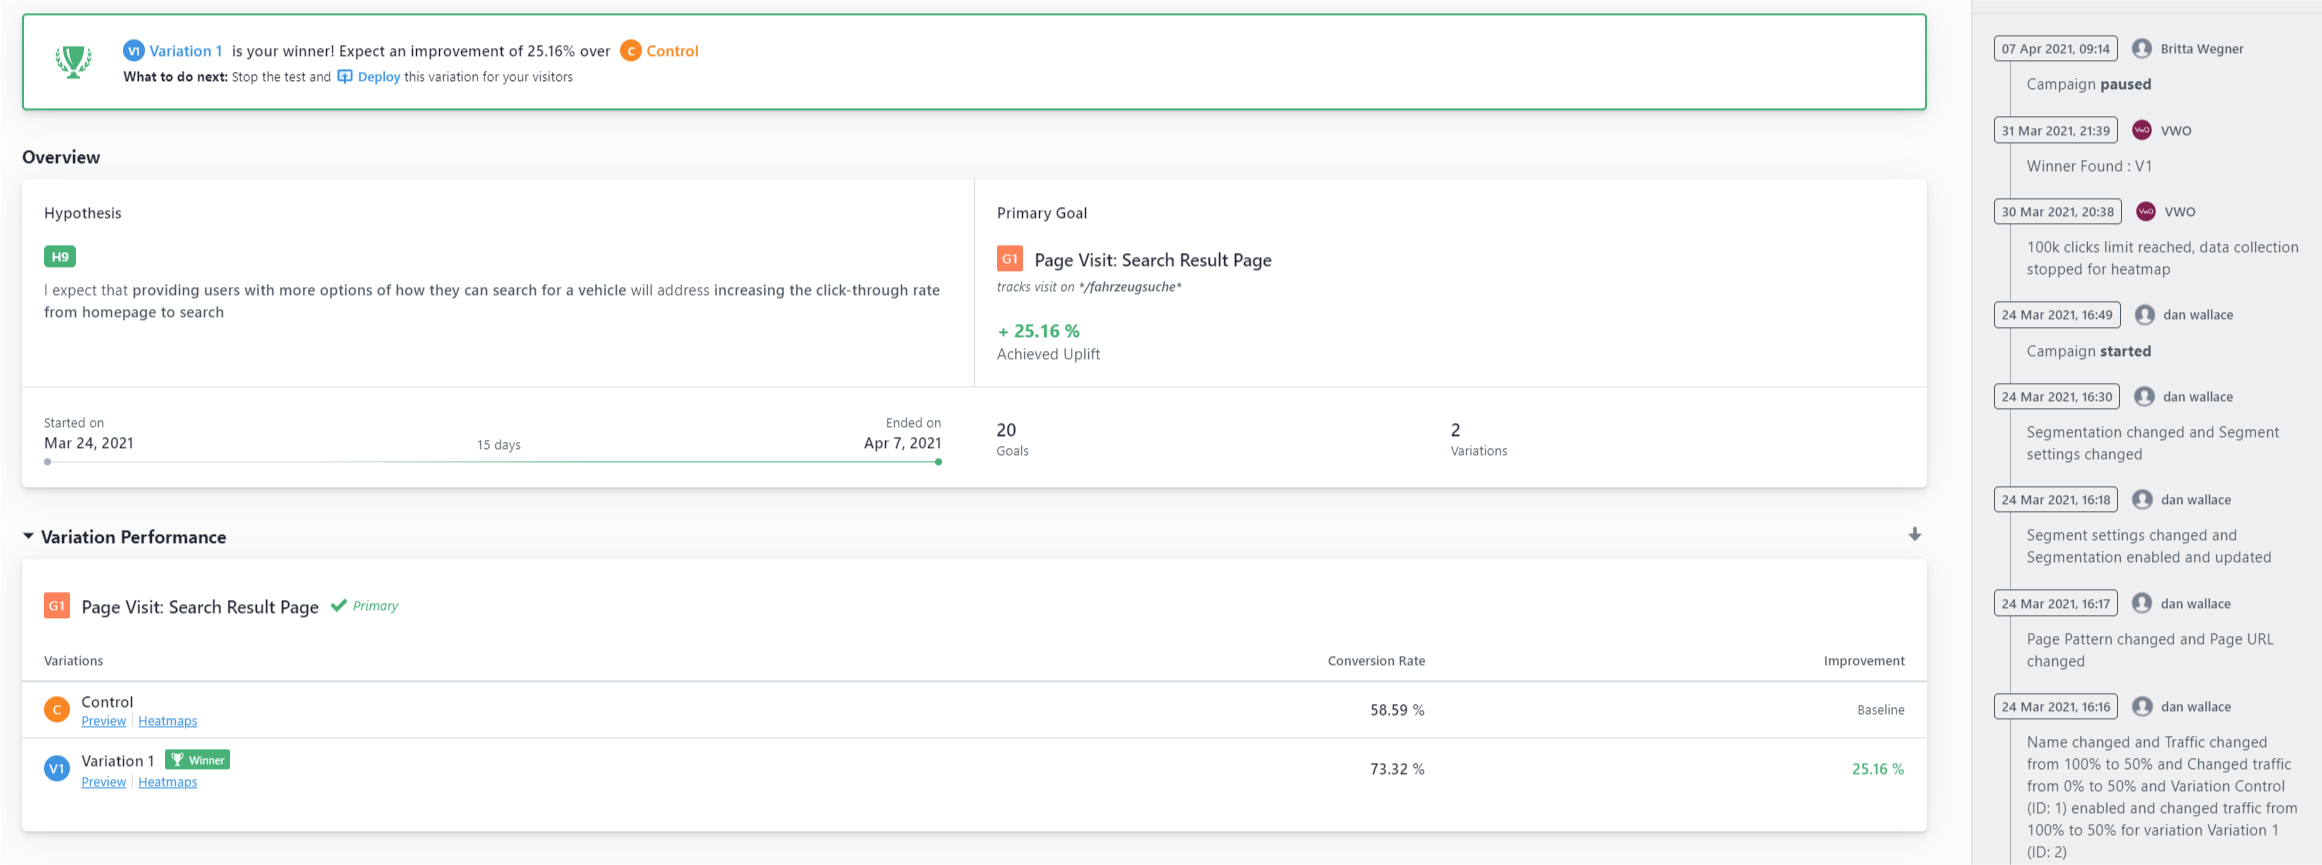 V1 Variation 1 is your winner! Expect an improvement of 25.16% over C Control
What to do next: Stop the test and Deploy this variation for your visitors
Overview
Hypothesis
H9
I expect that providing users with more options of how they can search for a vehicle will address increasing the click-through rate
from homepage to search
Primary Goal
G1 Page Visit: Search Result Page
tracks visit on */fahrzeugsuche*
+ 25.16 %
Achieved Uplift
Started on
Mar 24, 2021
15 days
Ended on
Apr 7, 2021
20
Goals
2
Variations
Variation Performance
G1 Page Visit: Search Result Page Primary
Variations Conversion Rate Improvement
C Control 58.59 % Baseline
Preview Heatmaps
V1 Variation 1 Winner 73.32 % 25.16 %
Preview Heatmaps
07 Apr 2021, 09:14 Britta Wegner
Campaign paused
31 Mar 2021, 21:39 VWO VWO
Winner Found : V1
30 Mar 2021, 20:38 VWO VWO
100k clicks limit reached, data collection
stopped for heatmap
24 Mar 2021, 16:49 dan wallace
Campaign started
24 Mar 2021, 16:30 dan wallace
Segmentation changed and Segment
settings changed
24 Mar 2021, 16:18 dan wallace
Segment settings changed and
Segmentation enabled and updated
24 Mar 2021, 16:17 dan wallace
Page Pattern changed and Page URL
changed
24 Mar 2021, 16:16 dan wallace
Name changed and Traffic changed
from 100% to 50% and Changed traffic
from 0% to 50% and Variation Control
(ID: 1) enabled and changed traffic from
100% to 50% for variation Variation 1
(ID: 2)